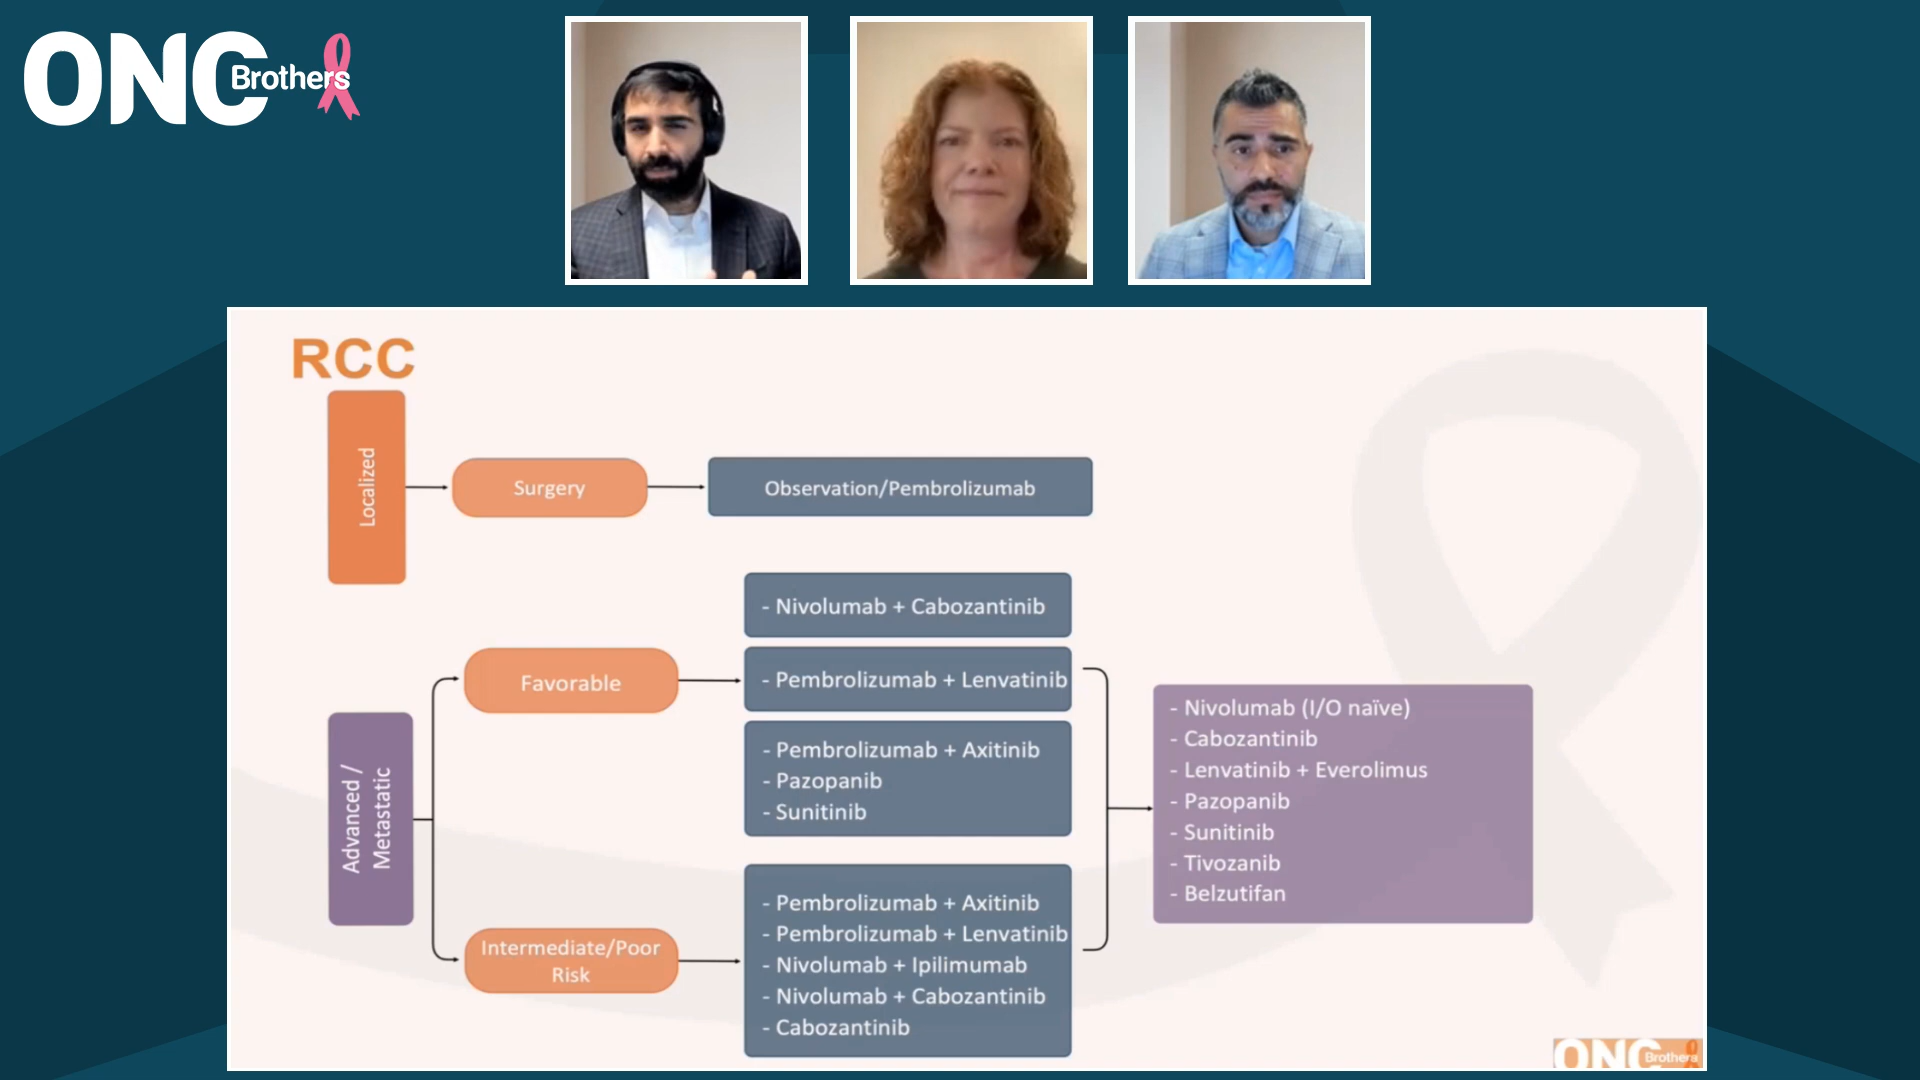 ONC
Brothers
RCC
Localized
Surgery
Observation/Pembrolizumab
Advanced /
Metastatic
Favorable
- Nivolumab + Cabozantinib
- Pembrolizumab + Lenvatinib
- Pembrolizumab + Axitinib
- Pazopanib
- Sunitinib
Intermediate/Poor
Risk
- Pembrolizumab + Axitinib
- Pembrolizumab + Lenvatinib
- Nivolumab + Ipilimumab
- Nivolumab + Cabozantinib
- Cabozantinib
- Nivolumab (I/O naïve)
- Cabozantinib
- Lenvatinib + Everolimus
- Pazopanib
- Sunitinib
- Tivozanib
- Belzutifan
ONC
Brothers